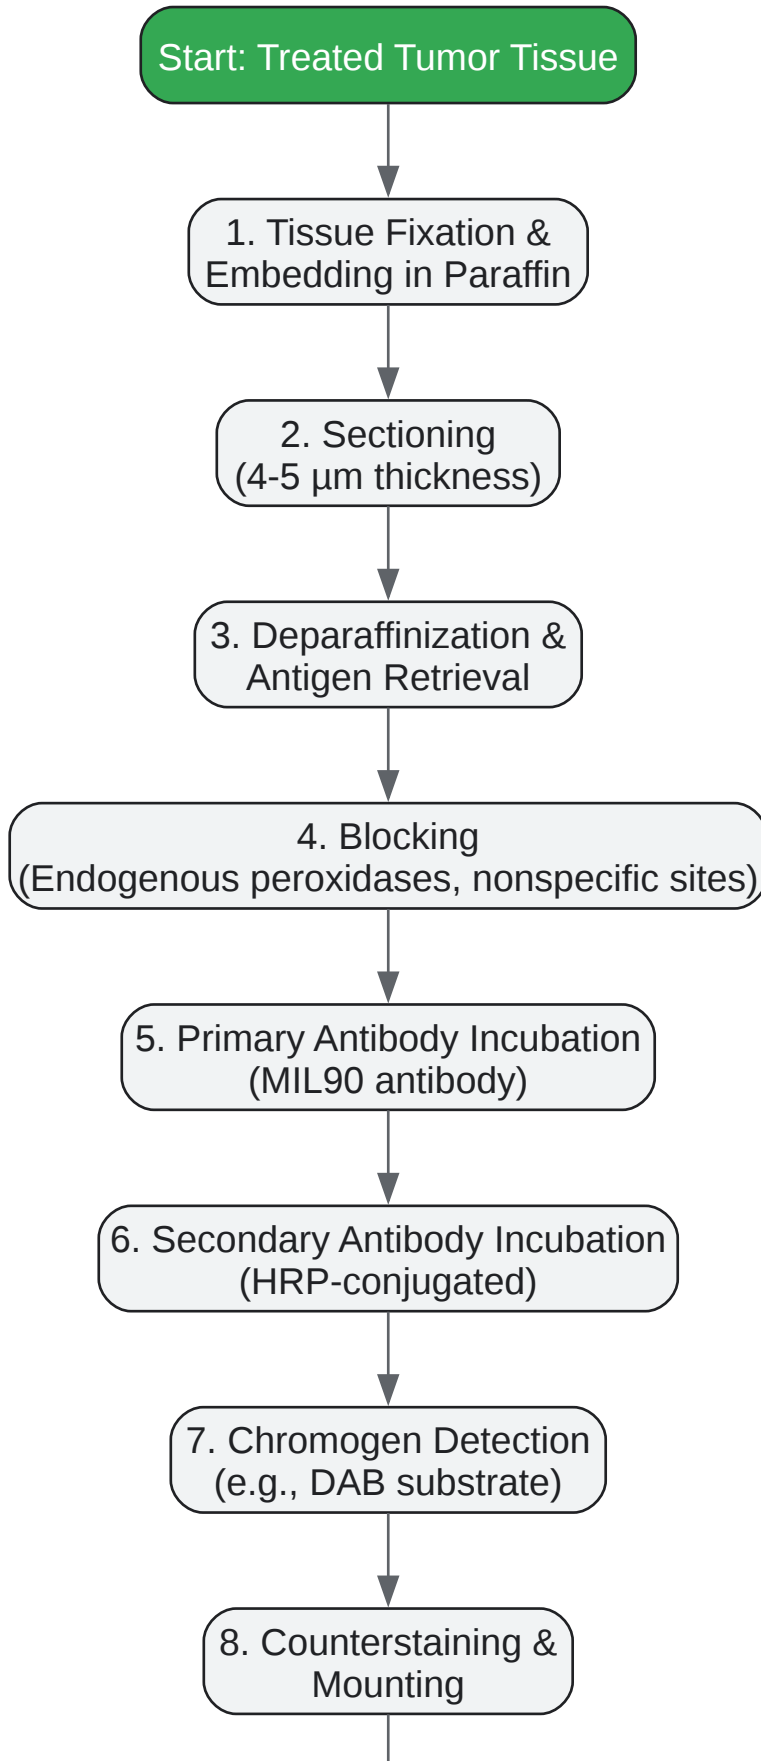 Start: Treated Tumor Tissue
1. Tissue Fixation &
Embedding in Paraffin
2. Sectioning
(4-5 µm thickness)
3. Deparaffinization &
Antigen Retrieval
4. Blocking
(Endogenous peroxidases, nonspecific sites)
5. Primary Antibody Incubation
(MIL90 antibody)
6. Secondary Antibody Incubation
(HRP-conjugated)
7. Chromogen Detection
(e.g., DAB substrate)
8. Counterstaining &
Mounting